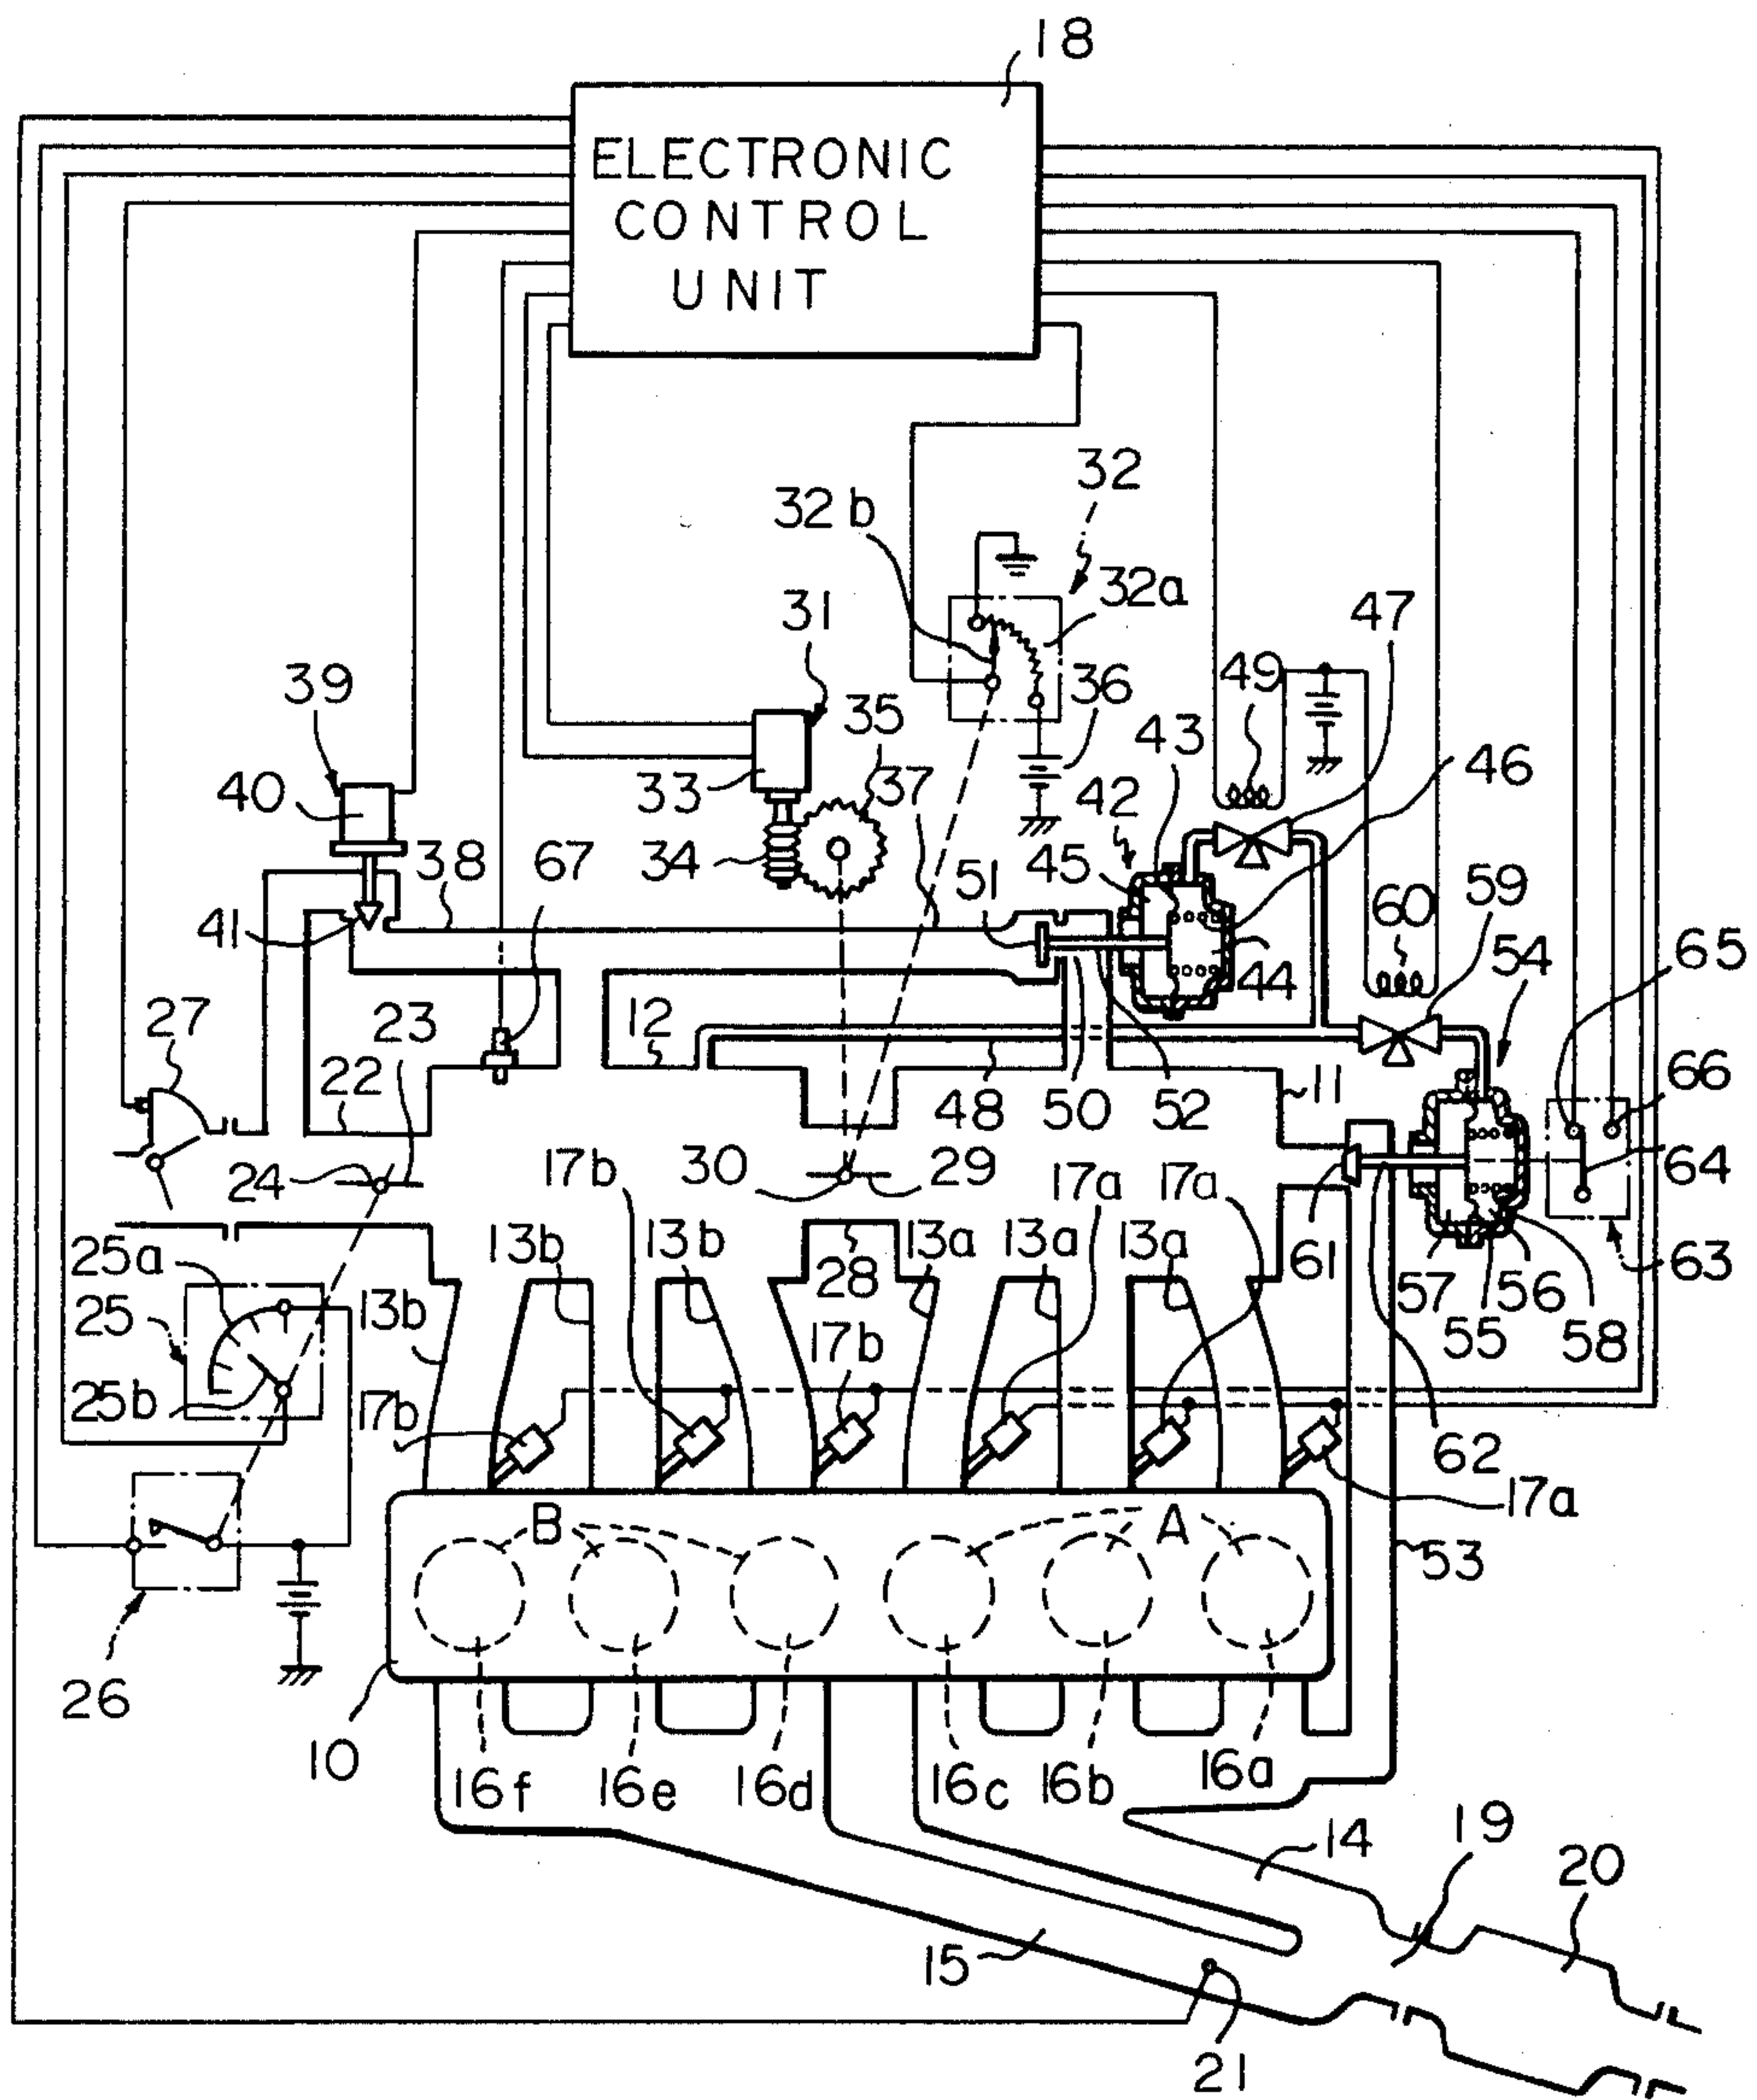 18
ELECTRONIC
CONTROL
UNIT
32
32b
32a
31
47
39
49
36
35
43
40
33
37
42
46
38
34
67
45
51
59
41
60
54
65
44
27
12
23
11
22
48
50
52
66
24
17b
30
29
17a
17a
61
64
25a
13b
13b
13a
13a
13a
28
63
25
13b
17b
57
56
55
58
25b
17b
62
17a
B
A
53
26
10
16f
16e
16d
16c
16b
16a
14
19
20
15
21